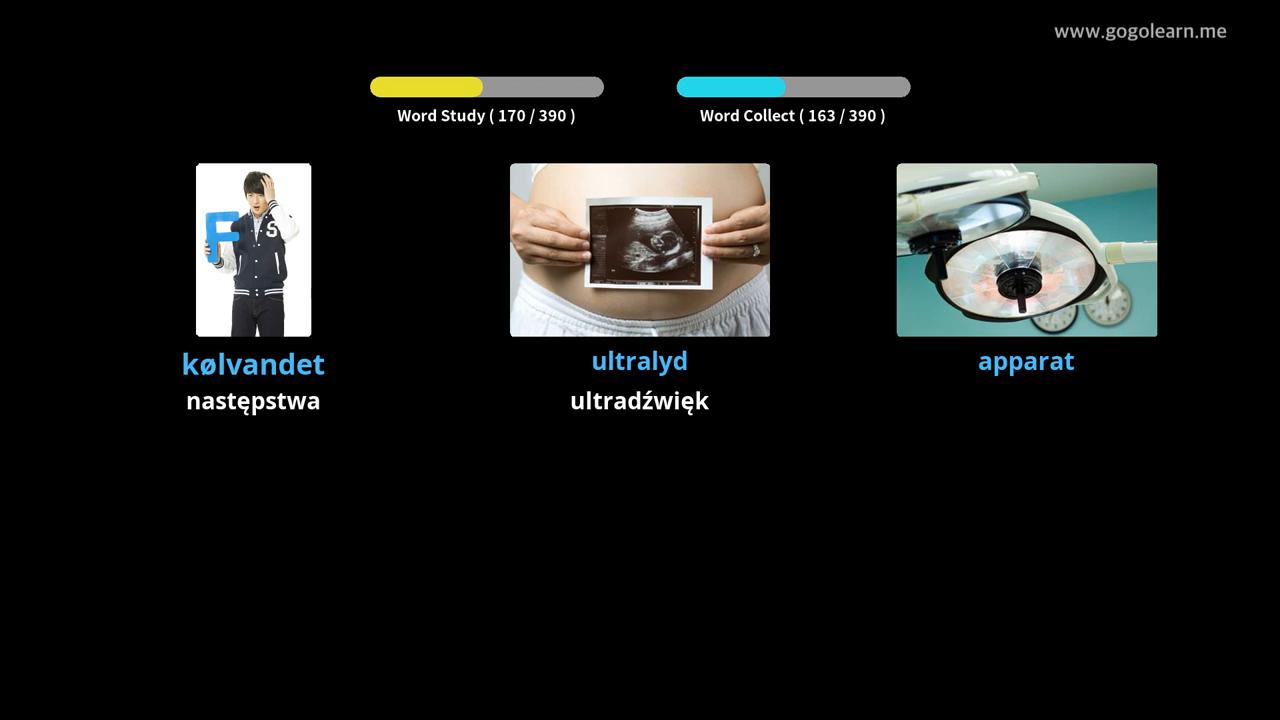 www.gogolearn.me
Word Study ( 170 / 390 )
Word Collect ( 163 / 390 )
F
S
kølvandet
ultralyd
apparat
następstwa
ultradźwięk